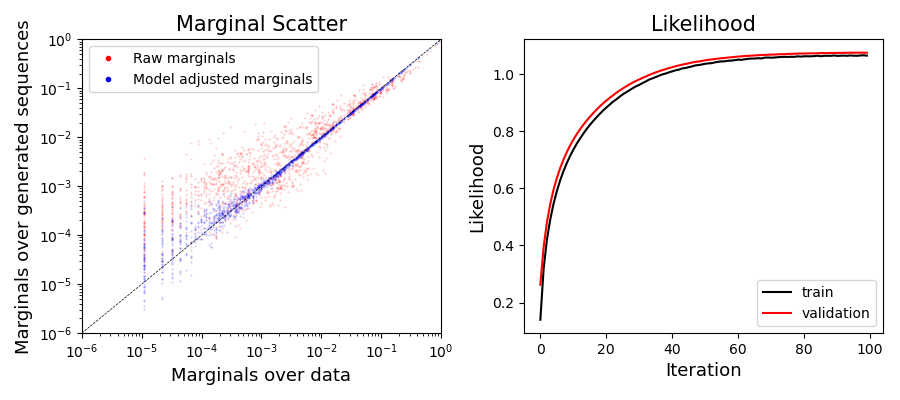 Marginal Scatter
Marginals over generated sequences
10^0
10^-1
10^-2
10^-3
10^-4
10^-5
10^-6
Raw marginals
Model adjusted marginals
10^-6 10^-5 10^-4 10^-3 10^-2 10^-1 10^0
Marginals over data
Likelihood
Likelihood
1.0
0.8
0.6
0.4
0.2
train
validation
0 20 40 60 80 100
Iteration